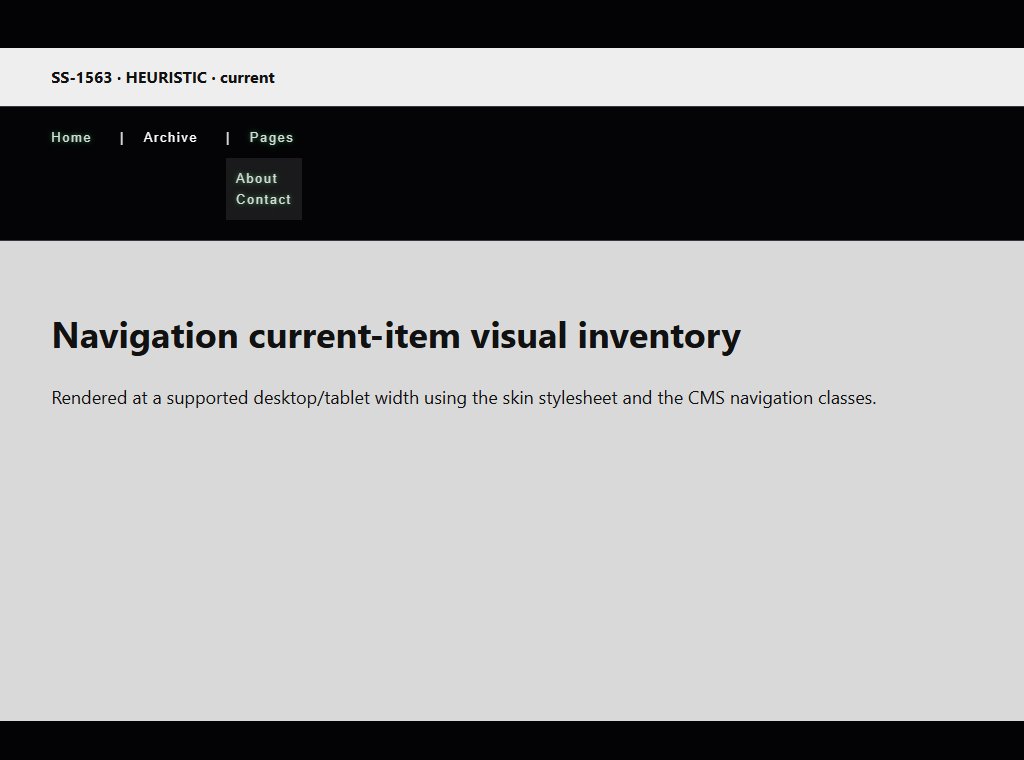 SS-1563 · HEURISTIC · current
Home | Archive | Pages
About
Contact
Navigation current-item visual inventory
Rendered at a supported desktop/tablet width using the skin stylesheet and the CMS navigation classes.